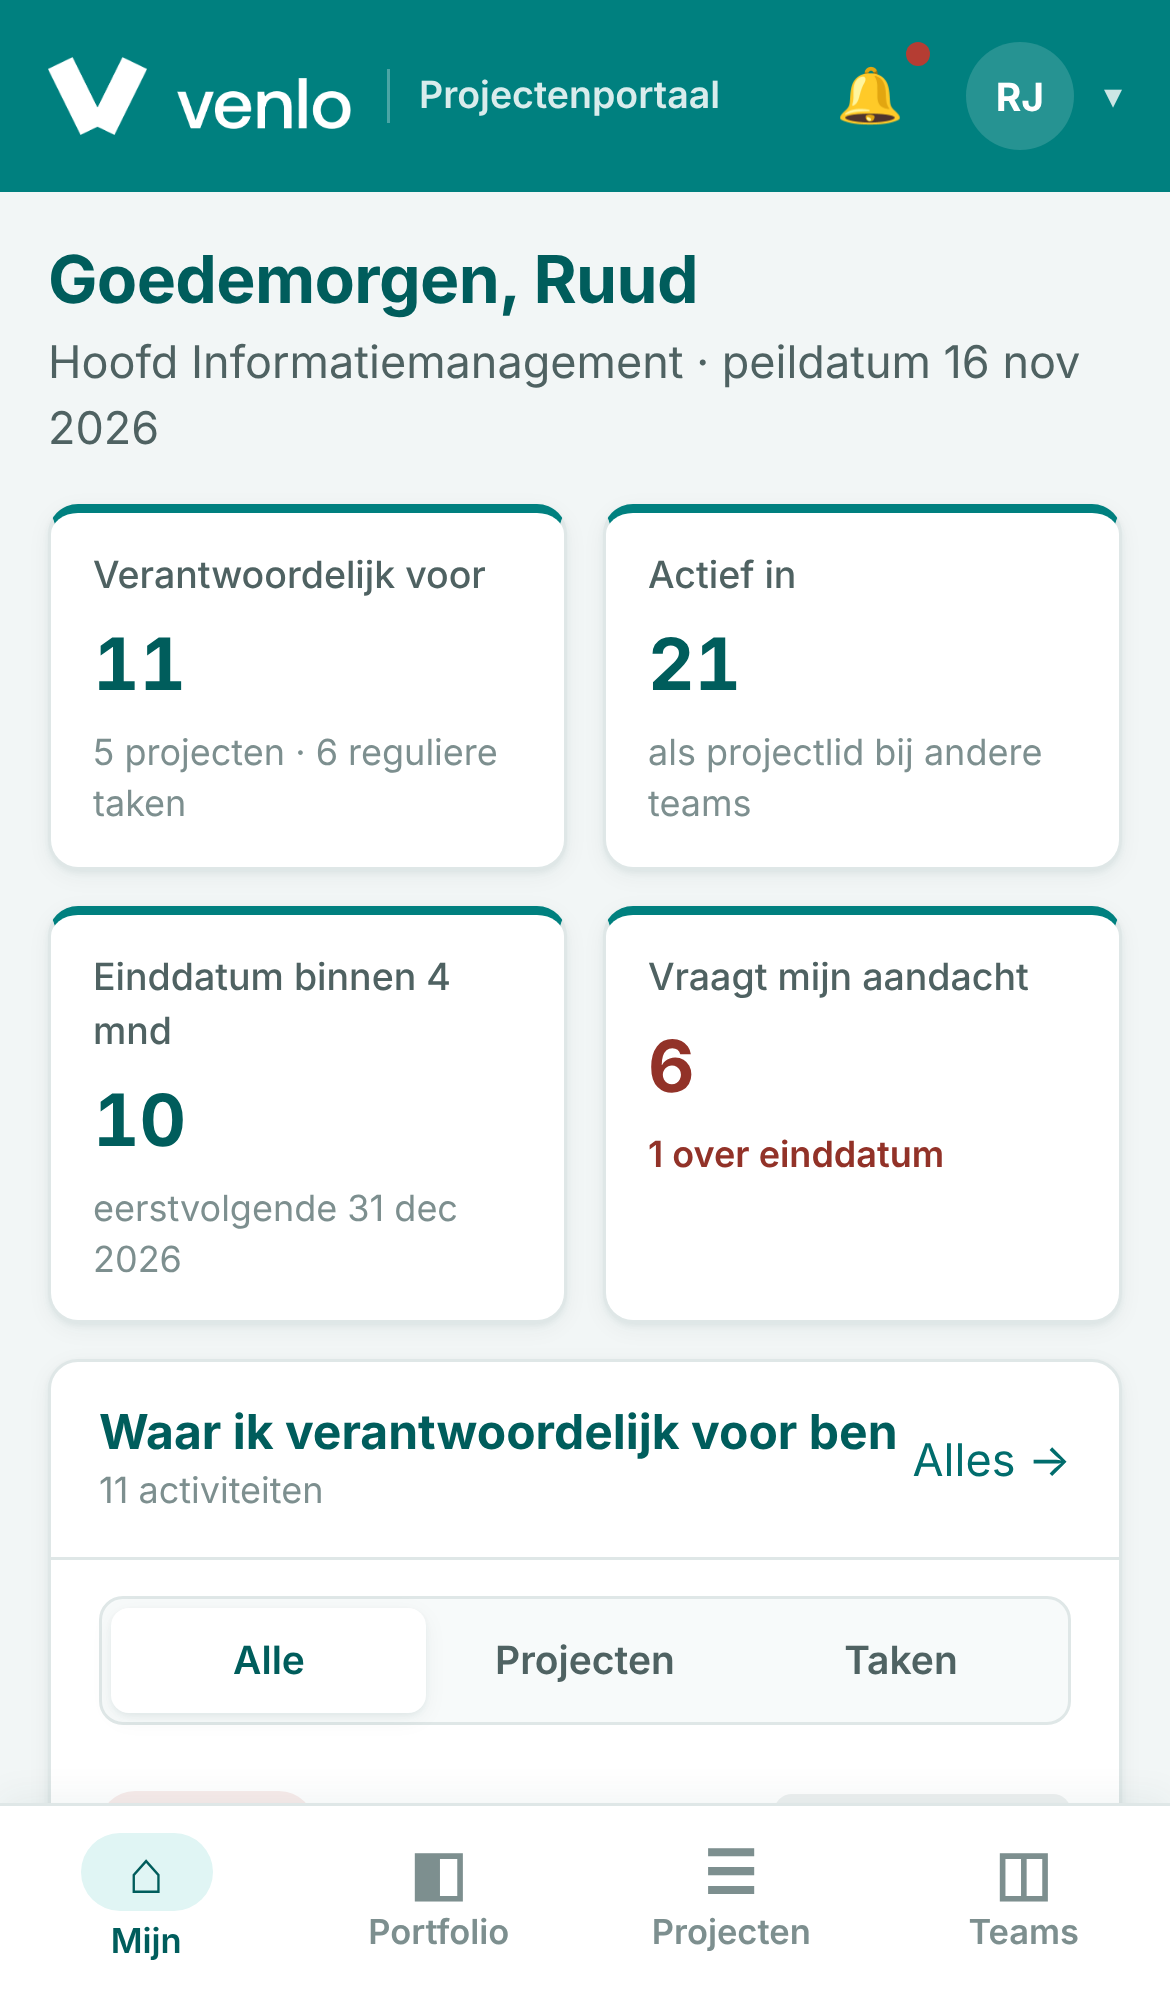 venlo
Projectenportaal
RJ
Goedemorgen, Ruud
Hoofd Informatiemanagement · peildatum 16 nov
2026
Verantwoordelijk voor
11
5 projecten · 6 reguliere
taken
Actief in
21
als projectlid bij andere
teams
Einddatum binnen 4
mnd
10
eerstvolgende 31 dec
2026
Vraagt mijn aandacht
6
1 over einddatum
Waar ik verantwoordelijk voor ben
Alles →
11 activiteiten
Alle
Projecten
Taken
Mijn
Portfolio
Projecten
Teams